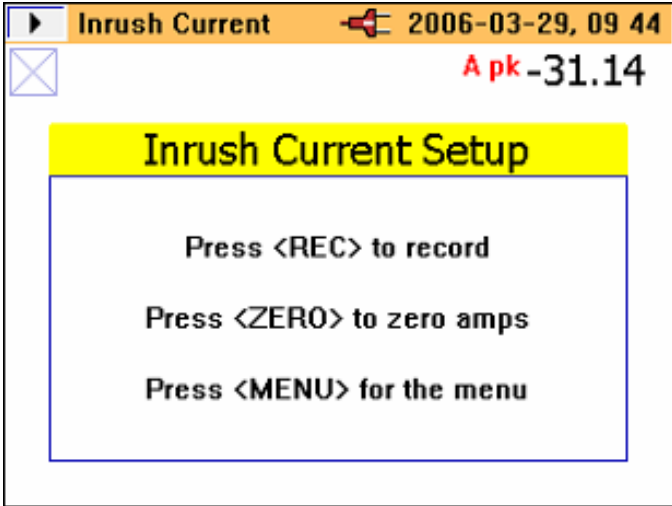 Inrush Current 2006-03-29, 09 44
A pk -31.14
Inrush Current Setup
Press <REC> to record
Press <ZERO> to zero amps
Press <MENU> for the menu